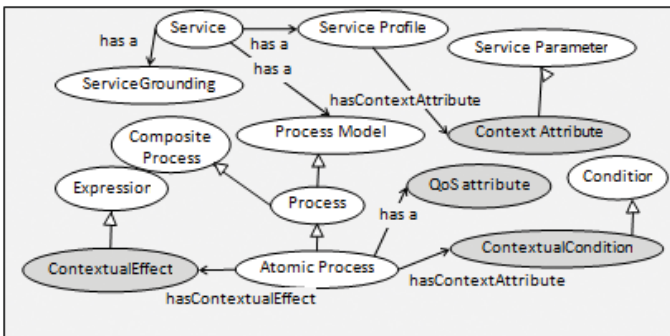 Service
has a
Service Profile
Service Parameter
has a
has a
ServiceGrounding
hasContextAttribute
Composite
Process
Process Model
Context Attribute
Expressior
Process
QoS attribute
Conditior
has a
ContextualEffect
Atomic Process
ContextualCondition
hasContextualEffect
hasContextAttribute